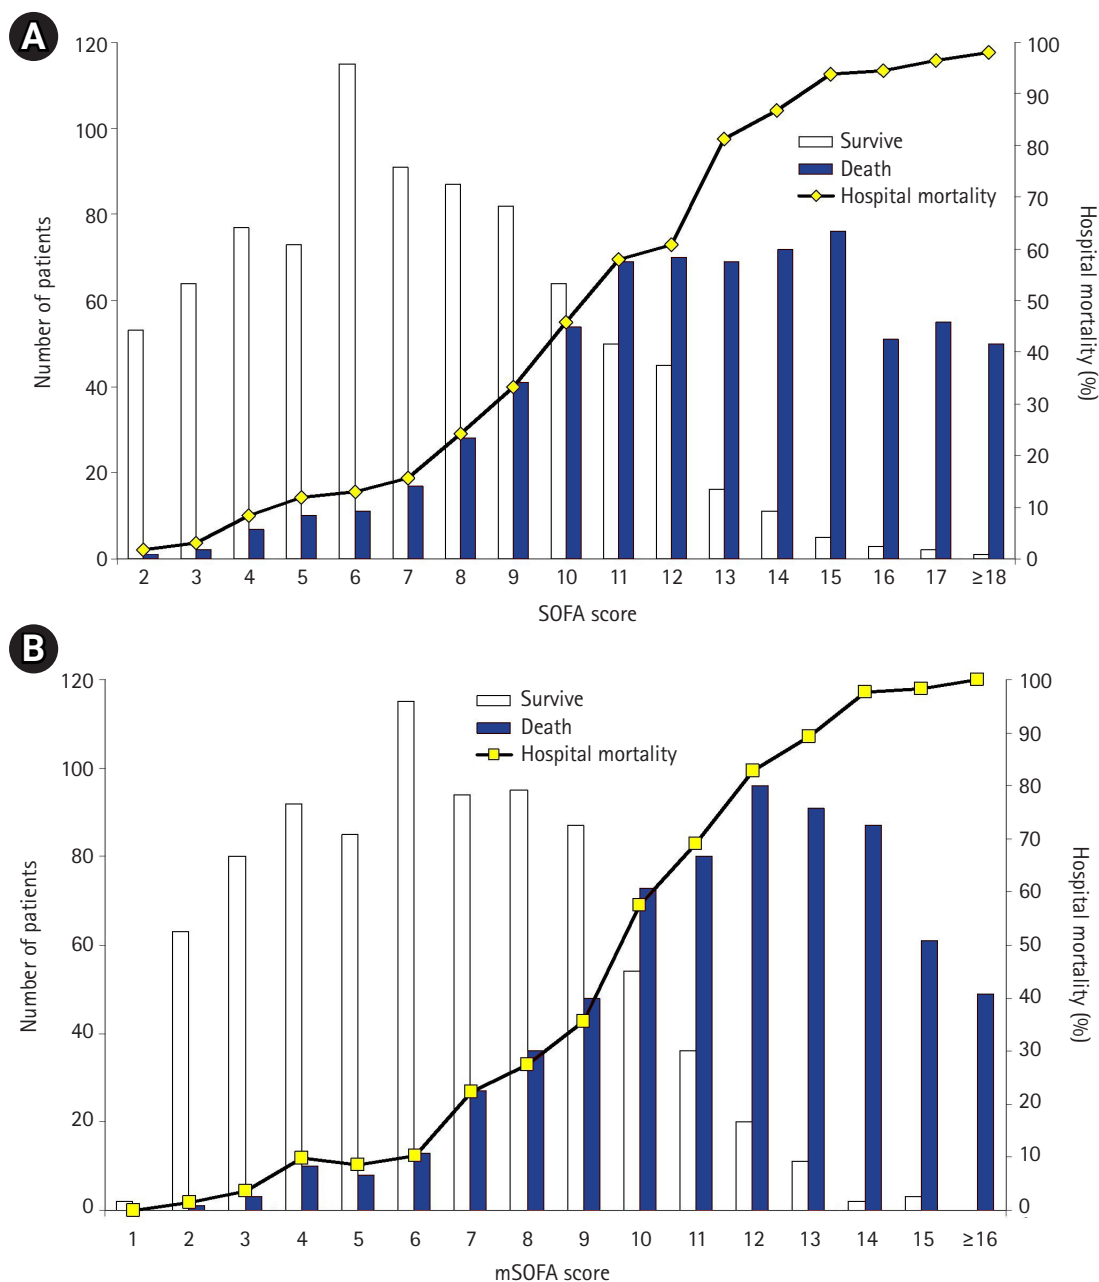 A
120
100
80
60
40
20
0
Number of patients
100
90
80
70
60
50
40
30
20
10
0
Hospital mortality (%)
Survive
Death
Hospital mortality
2 3 4 5 6 7 8 9 10 11 12 13 14 15 16 17 ≥18
SOFA score
B
120
100
80
60
40
20
0
Number of patients
100
90
80
70
60
50
40
30
20
10
0
Hospital mortality (%)
Survive
Death
Hospital mortality
1 2 3 4 5 6 7 8 9 10 11 12 13 14 15 ≥16
mSOFA score